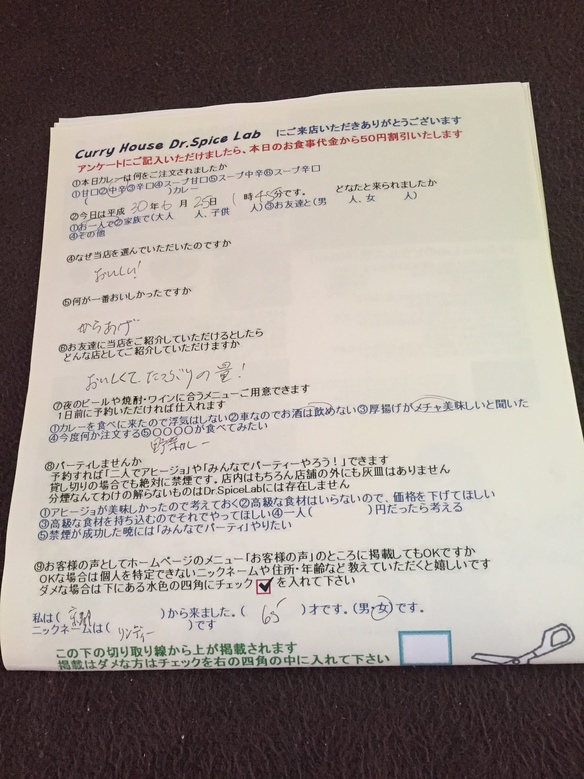 Curry House Dr.Spice Lab にご来店いただきありがとうございます
アンケートにご記入いただけましたら、本日のお食事代金から50円割引いたします
①本日カレーは何をご注文されましたか
①甘口②中辛③辛口④スープ甘口⑤スープ中辛⑥スープ辛口
( )カレー
②今日は平成 30年 6月 25日 ( 1時45分です。 どなたと来られましたか
①お一人で②家族で(大人 人、子供 人)③お友達と(男 人、女 人)
④その他
④なぜ当店を選んでいただいたのですか
おいしい!
⑤何が一番おいしかったですか
からあげ
⑥お友達に当店をご紹介していただけるとしたら
どんな店としてご紹介していただけますか
おいしくてたっぷりの量!
⑦夜のビールや焼酎・ワインに合うメニューご用意できます
1日前に予約いただければ仕入れます
①カレーを食べに来たので浮気はしない②車なのでお酒は飲めない③厚揚げがメチャ美味しいと聞いた
④今度何か注文する⑤〇〇〇〇が食べてみたい
野菜カレー
⑧パーティしませんか
予約すれば「二人でアヒージョ」や「みんなでパーティーやろう!」できます
貸し切りの場合でも絶対に禁煙です。店内はもちろん店舗の外にも灰皿はありません
分煙なんてわけの解らないものはDr.SpiceLabには存在しません
①アヒージョが美味しかったので考えておく②高級な食材はいらないので、価格を下げてほしい
③高級な食材を持ち込むのでそれでやってほしい④一人( )円だったら考える
⑤禁煙が成功した暁には「みんなでパーティ」やりたい
⑨お客様の声としてホームページのメニュー「お客様の声」のところに掲載してもOKですか
OKな場合は個人を特定できないニックネームや住所・年齢など教えていただくと嬉しいです
ダメな場合は下にある水色の四角にチェック を入れて下さい
私は( )から来ました。( 65 )才です。(男・女)です。
ニックネームは( リンディー )です
この下の切り取り線から上が掲載されます
掲載はダメな方はチェックを右の四角の中に入れて下さい